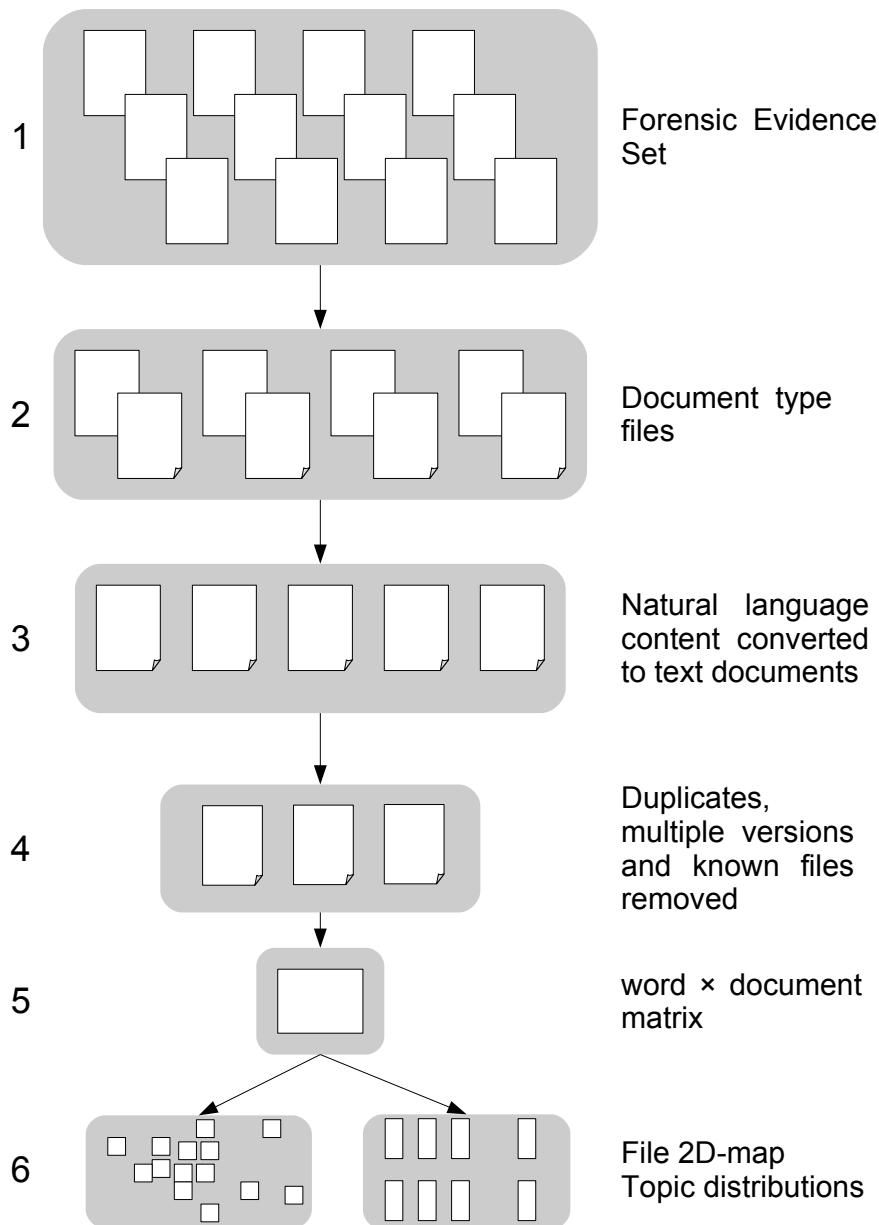 1
Forensic Evidence
Set
2
Document type
files
3
Natural language
content converted
to text documents
4
Duplicates,
multiple versions
and known files
removed
5
word × document
matrix
6
File 2D-map
Topic distributions